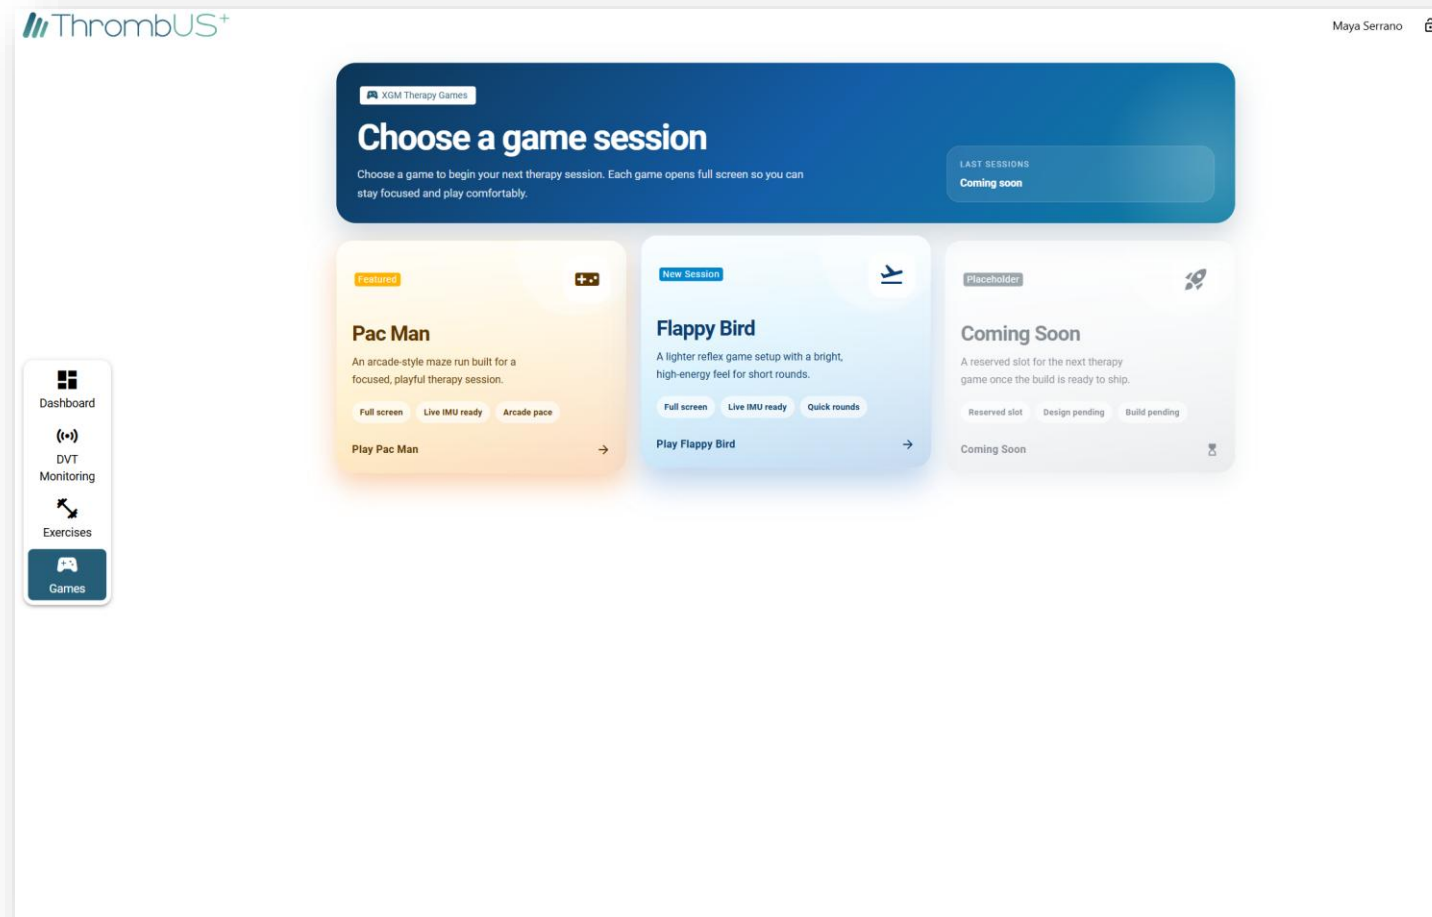 ThrombUS+
Maya Serrano
XGM Therapy Games
Choose a game session
Choose a game to begin your next therapy session. Each game opens full screen so you can
stay focused and play comfortably.
LAST SESSIONS
Coming soon
Featured
Pac Man
An arcade-style maze run built for a
focused, playful therapy session.
Full screen Live IMU ready Arcade pace
Play Pac Man
New Session
Flappy Bird
A lighter reflex game setup with a bright,
high-energy feel for short rounds.
Full screen Live IMU ready Quick rounds
Play Flappy Bird
Placeholder
Coming Soon
A reserved slot for the next therapy
game once the build is ready to ship.
Reserved slot Design pending Build pending
Coming Soon
Dashboard
DVT
Monitoring
Exercises
Games